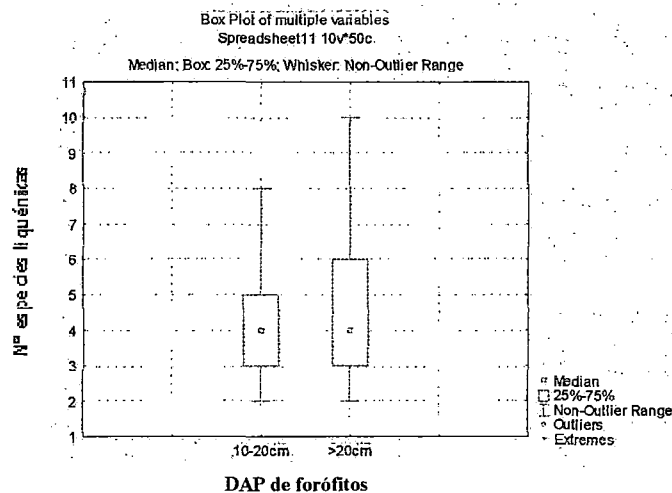 Box Plot of multiple variables
Spreadsheet11 10v*50c
Median; Box: 25%-75%; Whisker: Non-Outlier Range
11
10
9
8
7
6
5
4
3
2
1
Nº especies liquénicas
10-20cm
>20cm
DAP de forófitos
Median
25%-75%
Non-Outlier Range
Outliers
Extremes